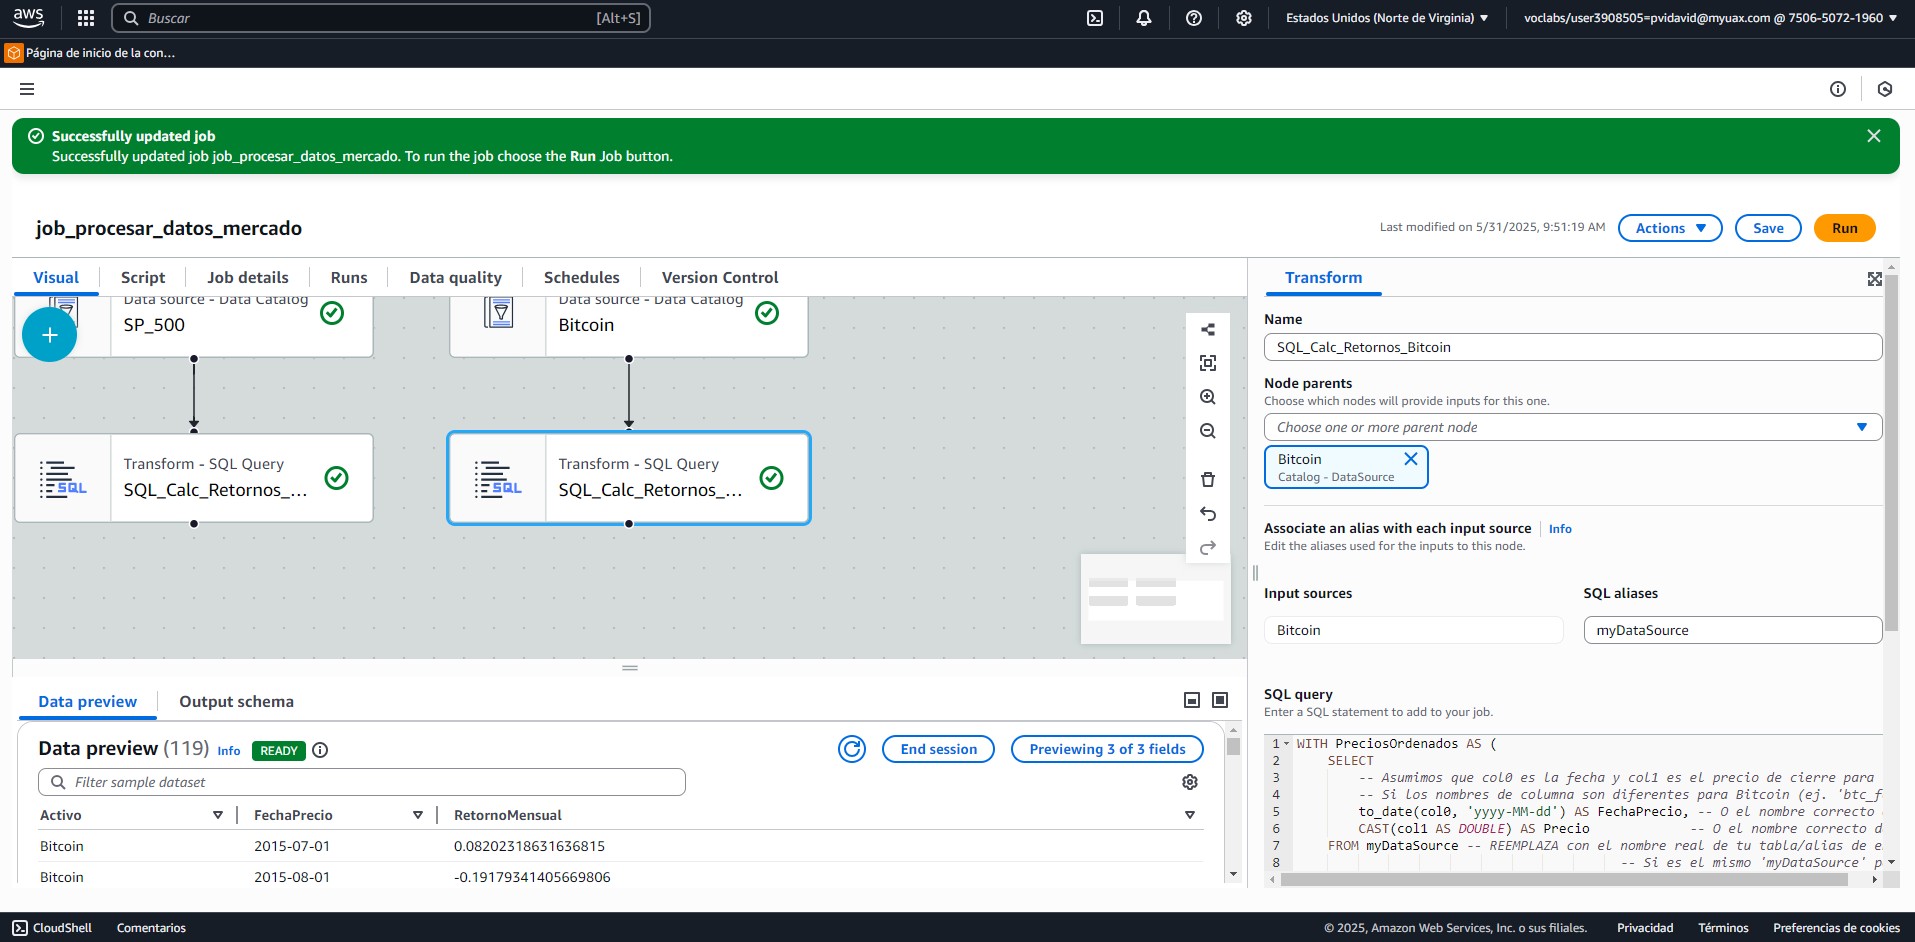 aws
Buscar
[Alt+S]
Estados Unidos (Norte de Virginia)
voclabs/user3908505=pvidavid@myuax.com @ 7506-5072-1960
Página de inicio de la con...
Successfully updated job
Successfully updated job job_procesar_datos_mercado. To run the job choose the Run Job button.
job_procesar_datos_mercado
Last modified on 5/31/2025, 9:51:19 AM
Actions
Save
Run
Visual
Script
Job details
Runs
Data quality
Schedules
Version Control
Data source - Data Catalog
SP_500
Data source - Data Catalog
Bitcoin
Transform - SQL Query
SQL_Calc_Retornos_...
Transform - SQL Query
SQL_Calc_Retornos_...
SQL
SQL
Transform
Name
SQL_Calc_Retornos_Bitcoin
Node parents
Choose which nodes will provide inputs for this one.
Choose one or more parent node
Bitcoin
Catalog - DataSource
Associate an alias with each input source
Info
Edit the aliases used for the inputs to this node.
Input sources
SQL aliases
Bitcoin
myDataSource
SQL query
Enter a SQL statement to add to your job.
1 WITH PreciosOrdenados AS (
2 SELECT
3 -- Asumimos que col0 es la fecha y col1 es el precio de cierre para
4 -- Si los nombres de columna son diferentes para Bitcoin (ej. 'btc_f
5 to_date(col0, 'yyyy-MM-dd') AS FechaPrecio, -- O el nombre correcto
6 CAST(col1 AS DOUBLE) AS Precio -- O el nombre correcto d
7 FROM myDataSource -- REEMPLAZA con el nombre real de tu tabla/alias de e
8 -- Si es el mismo 'myDataSource' p
Data preview
Output schema
Data preview (119)
Info
READY
End session
Previewing 3 of 3 fields
Filter sample dataset
Activo
FechaPrecio
RetornoMensual
Bitcoin
2015-07-01
0.08202318631636815
Bitcoin
2015-08-01
-0.19179341405669806
CloudShell
Comentarios
© 2025, Amazon Web Services, Inc. o sus filiales.
Privacidad
Términos
Preferencias de cookies